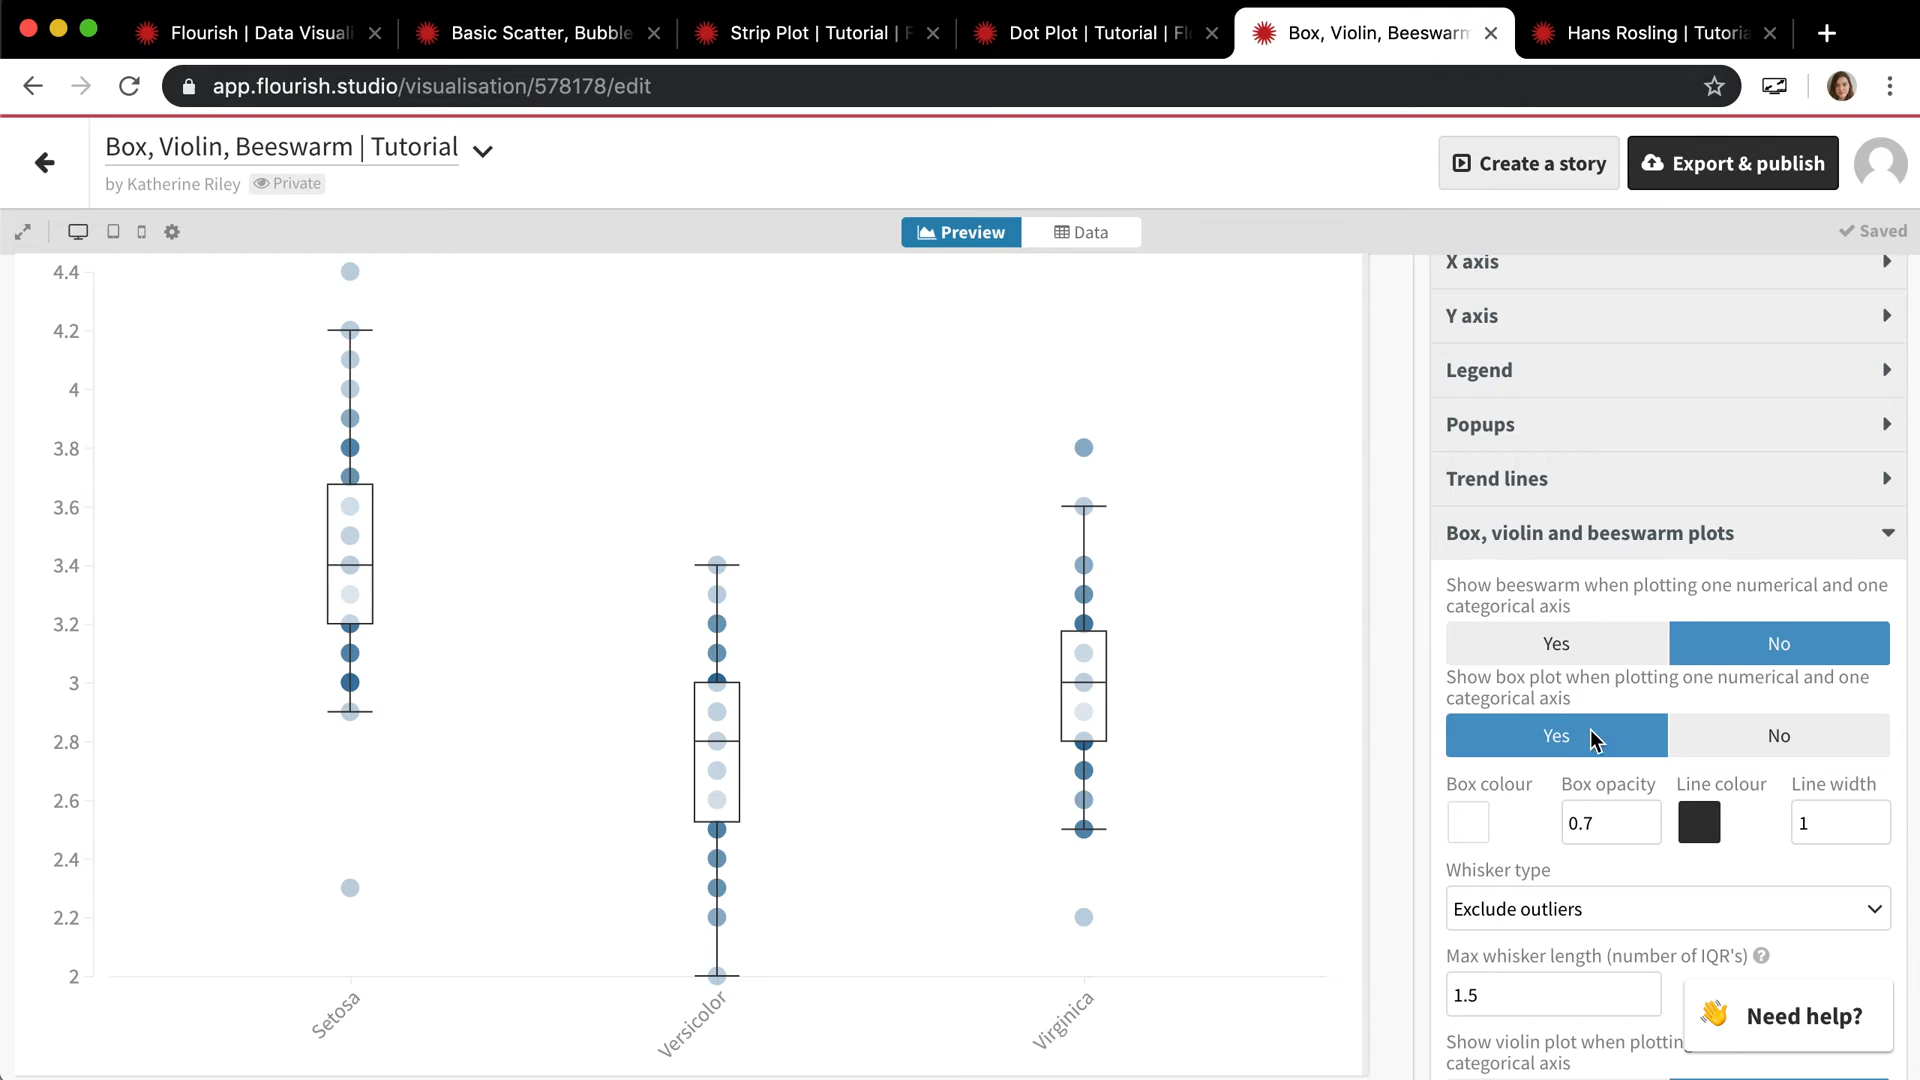 Flourish | Data Visuali
Basic Scatter, Bubble
Strip Plot | Tutorial | F
Dot Plot | Tutorial | Fl
Box, Violin, Beeswarm
Hans Rosling | Tutoria
app.flourish.studio/visualisation/578178/edit
Box, Violin, Beeswarm | Tutorial
by Katherine Riley Private
Create a story
Export & publish
Preview
Data
Saved
4.4
4.2
4
3.8
3.6
3.4
3.2
3
2.8
2.6
2.4
2.2
2
Setosa
Versicolor
Virginica
X axis
Y axis
Legend
Popups
Trend lines
Box, violin and beeswarm plots
Show beeswarm when plotting one numerical and one
categorical axis
Yes No
Show box plot when plotting one numerical and one
categorical axis
Yes No
Box colour Box opacity Line colour Line width
0.7 1
Whisker type
Exclude outliers
Max whisker length (number of IQR's) ?
1.5
Need help?
Show violin plot when plottin
categorical axis